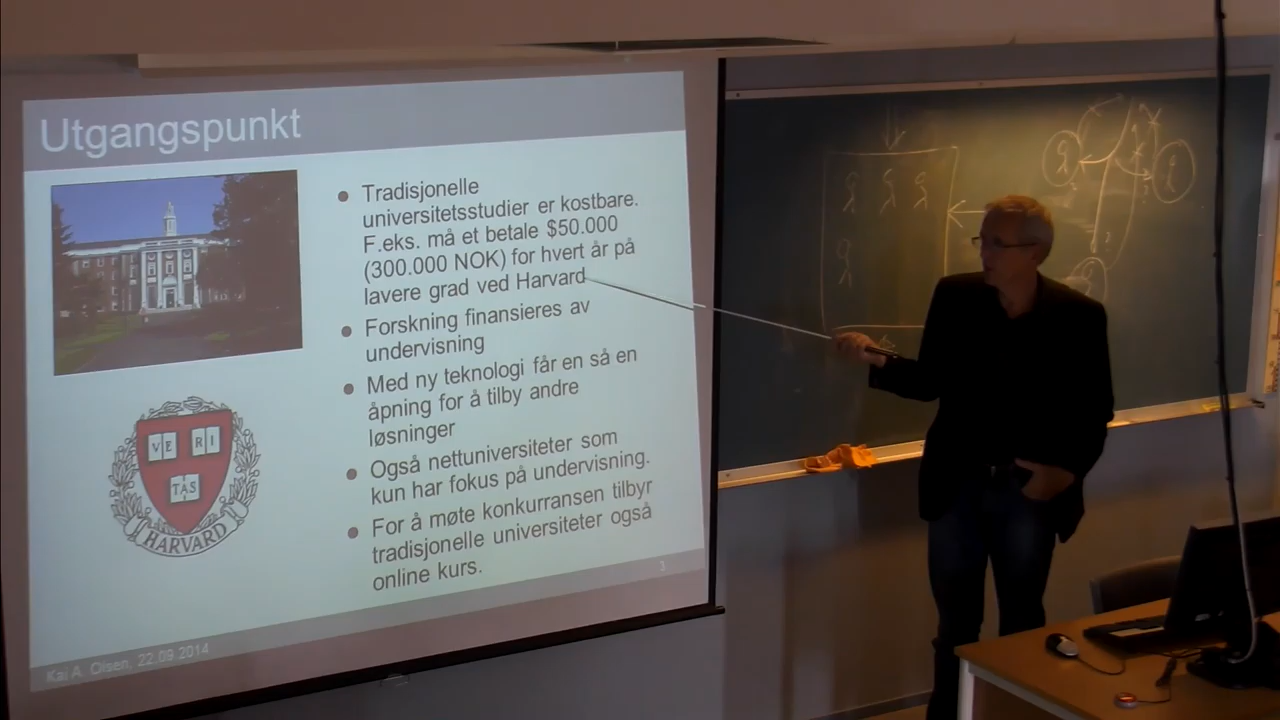 Utgangspunkt
Tradisjonelle
universitetsstudier er kostbare.
F.eks. må et betale $50.000
(300.000 NOK) for hvert år på
lavere grad ved Harvard
Forskning finansieres av
undervisning
Med ny teknologi får en så en
åpning for å tilby andre
løsninger
Også nettuniversiteter som
kun har fokus på undervisning.
For å møte konkurransen tilbyr
tradisjonelle universiteter også
online kurs.
VE RI
TAS
HARVARD
3
Kai A. Olsen, 22.09.2014